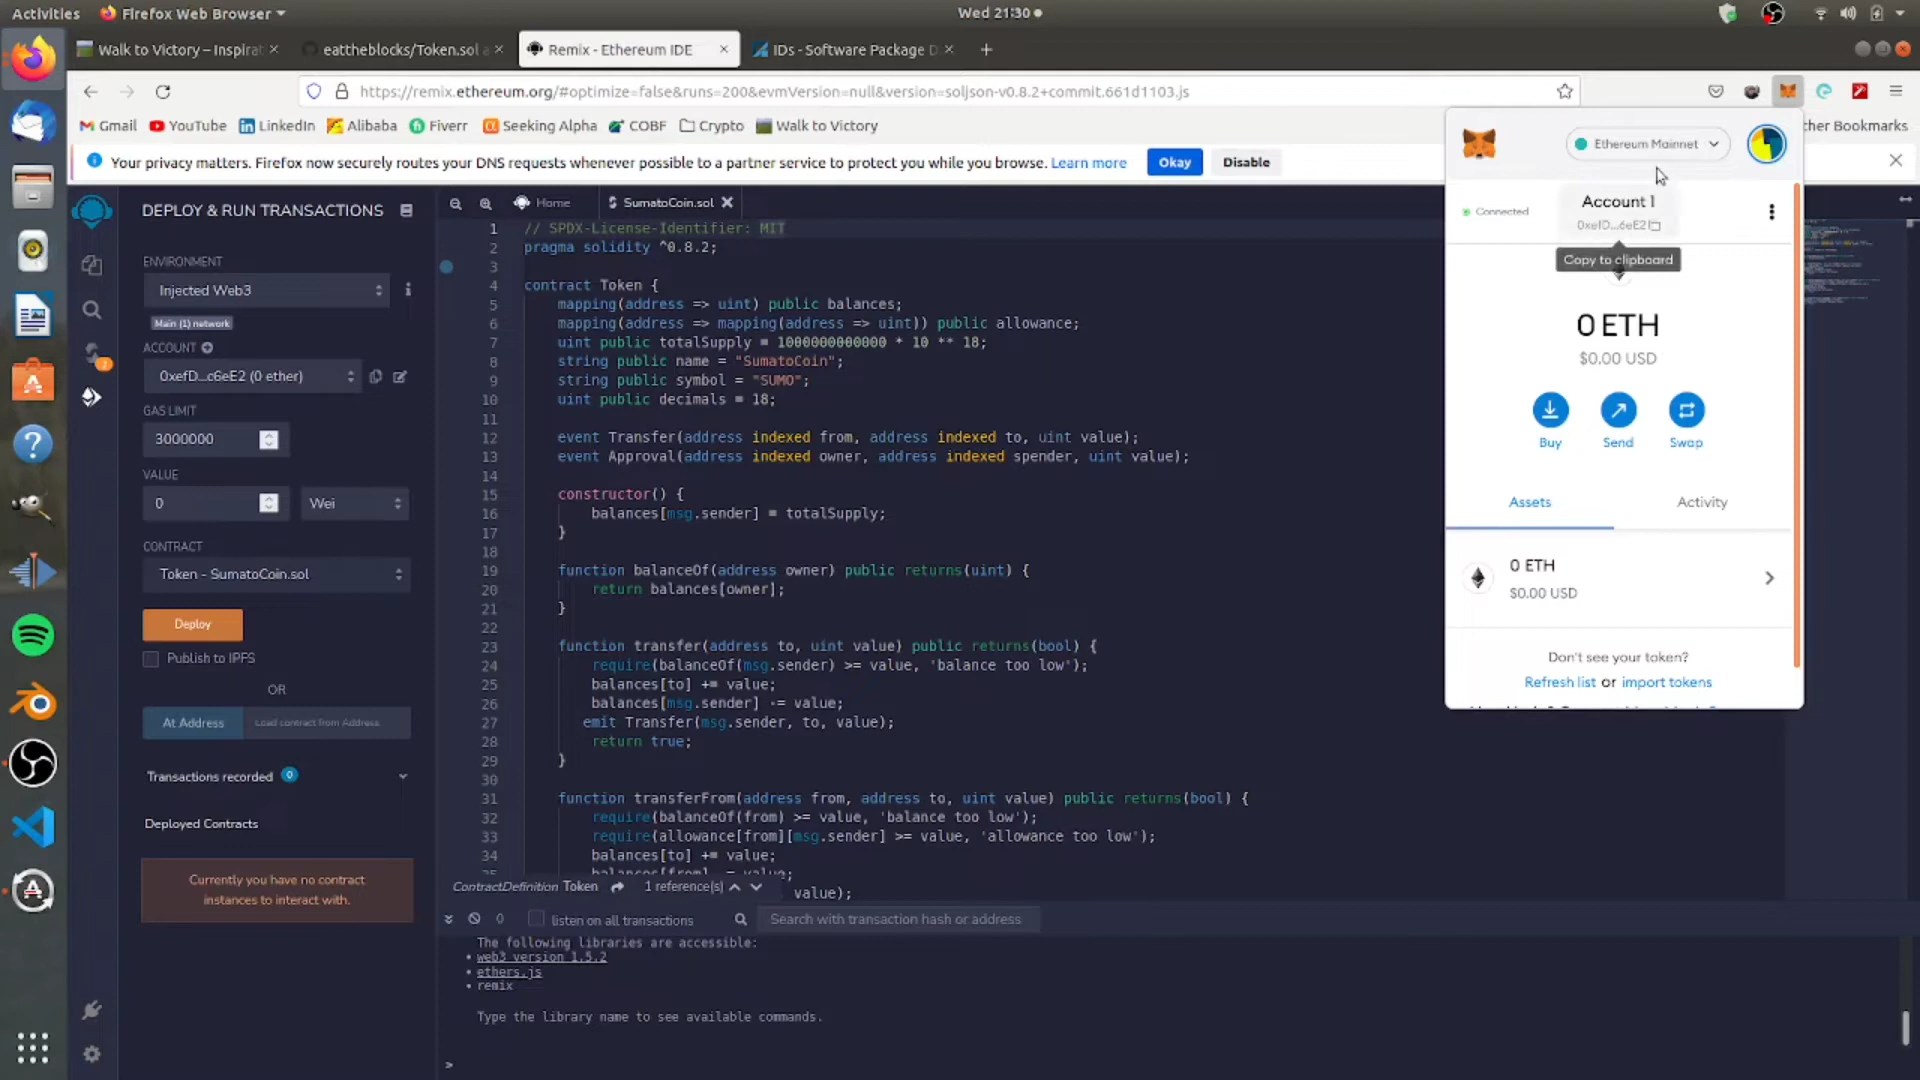 Activities
Firefox Web Browser
Wed 21:30
Walk to Victory – Inspirat
eattheblocks/Token.sol a
Remix - Ethereum IDE
IDs - Software Package D
https://remix.ethereum.org/#optimize=false&runs=200&evmVersion=null&version=soljson-v0.8.2+commit.661d1103.js
Gmail
YouTube
LinkedIn
Alibaba
Fiverr
Seeking Alpha
COBF
Crypto
Walk to Victory
her Bookmarks
Your privacy matters. Firefox now securely routes your DNS requests whenever possible to a partner service to protect you while you browse. Learn more
Okay
Disable
DEPLOY & RUN TRANSACTIONS
ENVIRONMENT
Injected Web3
Main (1) network
ACCOUNT
0xefD...c6eE2 (0 ether)
GAS LIMIT
3000000
VALUE
0
Wei
CONTRACT
Token - SumatoCoin.sol
Deploy
Publish to IPFS
OR
At Address
Load contract from Address
Transactions recorded 0
Deployed Contracts
Currently you have no contract
instances to interact with.
Home
SumatoCoin.sol
1 // SPDX-License-Identifier: MIT
2 pragma solidity ^0.8.2;
3
4 contract Token {
5 mapping(address => uint) public balances;
6 mapping(address => mapping(address => uint)) public allowance;
7 uint public totalSupply = 1000000000000 * 10 ** 18;
8 string public name = "SumatoCoin";
9 string public symbol = "SUMO";
10 uint public decimals = 18;
11
12 event Transfer(address indexed from, address indexed to, uint value);
13 event Approval(address indexed owner, address indexed spender, uint value);
14
15 constructor() {
16 balances[msg.sender] = totalSupply;
17 }
18
19 function balanceOf(address owner) public returns(uint) {
20 return balances[owner];
21 }
22
23 function transfer(address to, uint value) public returns(bool) {
24 require(balanceOf(msg.sender) >= value, 'balance too low');
25 balances[to] += value;
26 balances[msg.sender] -= value;
27 emit Transfer(msg.sender, to, value);
28 return true;
29 }
30
31 function transferFrom(address from, address to, uint value) public returns(bool) {
32 require(balanceOf(from) >= value, 'balance too low');
33 require(allowance[from][msg.sender] >= value, 'allowance too low');
34 balances[to] += value;
balances[from] -= value;
value);
ContractDefinition Token
1 reference(s)
0
listen on all transactions
Search with transaction hash or address
The following libraries are accessible:
• web3 version 1.5.2
• ethers.js
• remix
Type the library name to see available commands.
>
Ethereum Mainnet
Connected
Account 1
0xefD...c6eE2
Copy to clipboard
0 ETH
$0.00 USD
Buy
Send
Swap
Assets
Activity
0 ETH
$0.00 USD
Don't see your token?
Refresh list or import tokens